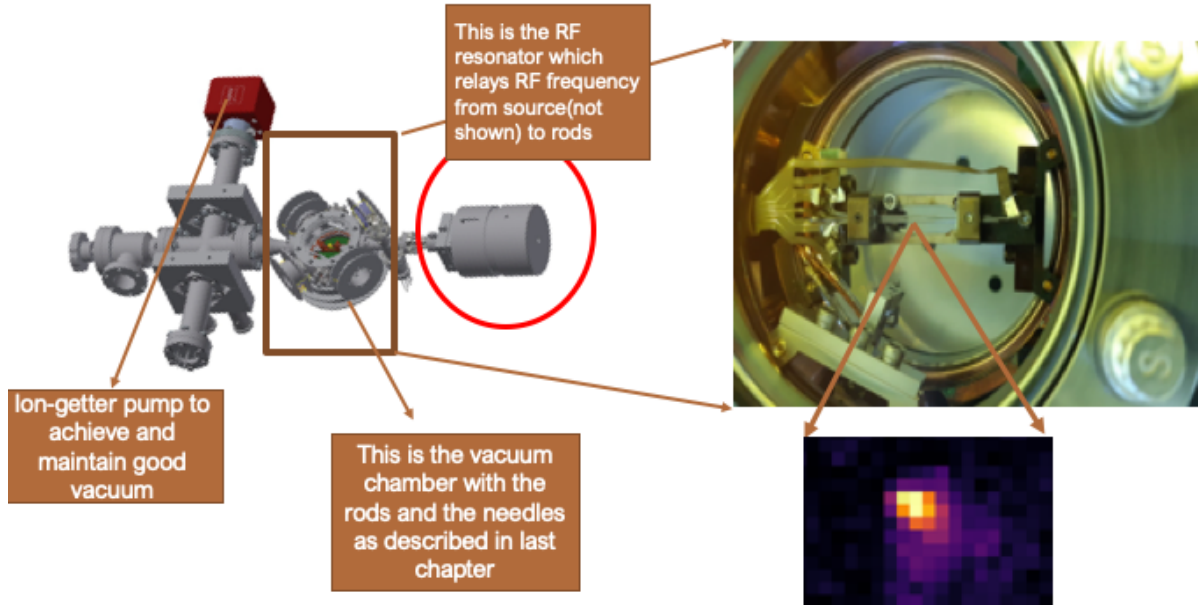 This is the RF
resonator which
relays RF frequency
from source(not
shown) to rods
Ion-getter pump to
achieve and
maintain good
vacuum
This is the vacuum
chamber with the
rods and the needles
as described in last
chapter
S